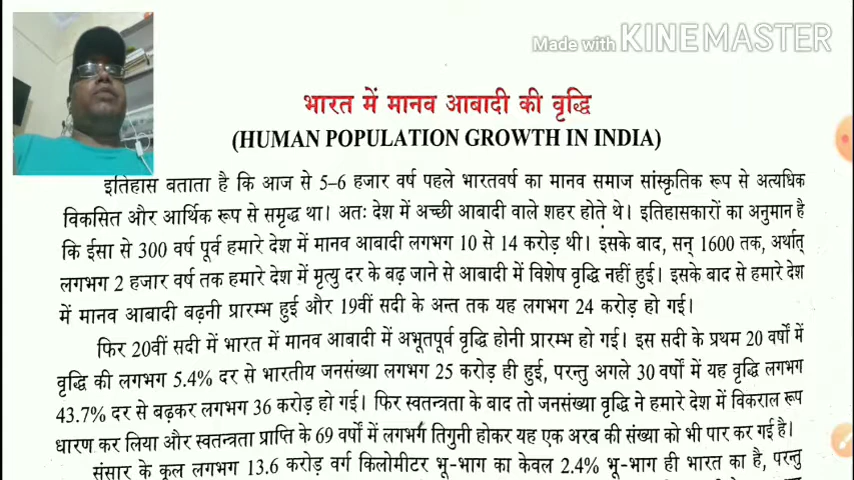 Made with KINEMASTER
भारत में मानव आबादी की वृद्धि
(HUMAN POPULATION GROWTH IN INDIA)
इतिहास बताता है कि आज से 5–6 हजार वर्ष पहले भारतवर्ष का मानव समाज सांस्कृतिक रूप से अत्यधिक
विकसित और आर्थिक रूप से समृद्ध था। अतः देश में अच्छी आबादी वाले शहर होते थे। इतिहासकारों का अनुमान है
कि ईसा से 300 वर्ष पूर्व हमारे देश में मानव आबादी लगभग 10 से 14 करोड़ थी। इसके बाद, सन् 1600 तक, अर्थात्
लगभग 2 हजार वर्ष तक हमारे देश में मृत्यु दर के बढ़ जाने से आबादी में विशेष वृद्धि नहीं हुई। इसके बाद से हमारे देश
में मानव आबादी बढ़नी प्रारम्भ हुई और 19वीं सदी के अन्त तक यह लगभग 24 करोड़ हो गई।
फिर 20वीं सदी में भारत में मानव आबादी में अभूतपूर्व वृद्धि होनी प्रारम्भ हो गई। इस सदी के प्रथम 20 वर्षों में
वृद्धि की लगभग 5.4% दर से भारतीय जनसंख्या लगभग 25 करोड़ ही हुई, परन्तु अगले 30 वर्षों में यह वृद्धि लगभग
43.7% दर से बढ़कर लगभग 36 करोड़ हो गई। फिर स्वतन्त्रता के बाद तो जनसंख्या वृद्धि ने हमारे देश में विकराल रूप
धारण कर लिया और स्वतन्त्रता प्राप्ति के 69 वर्षों में लगभग तिगुनी होकर यह एक अरब की संख्या को भी पार कर गई है।
संसार के कुल लगभग 13.6 करोड़ वर्ग किलोमीटर भू-भाग का केवल 2.4% भू-भाग ही भारत का है, परन्तु